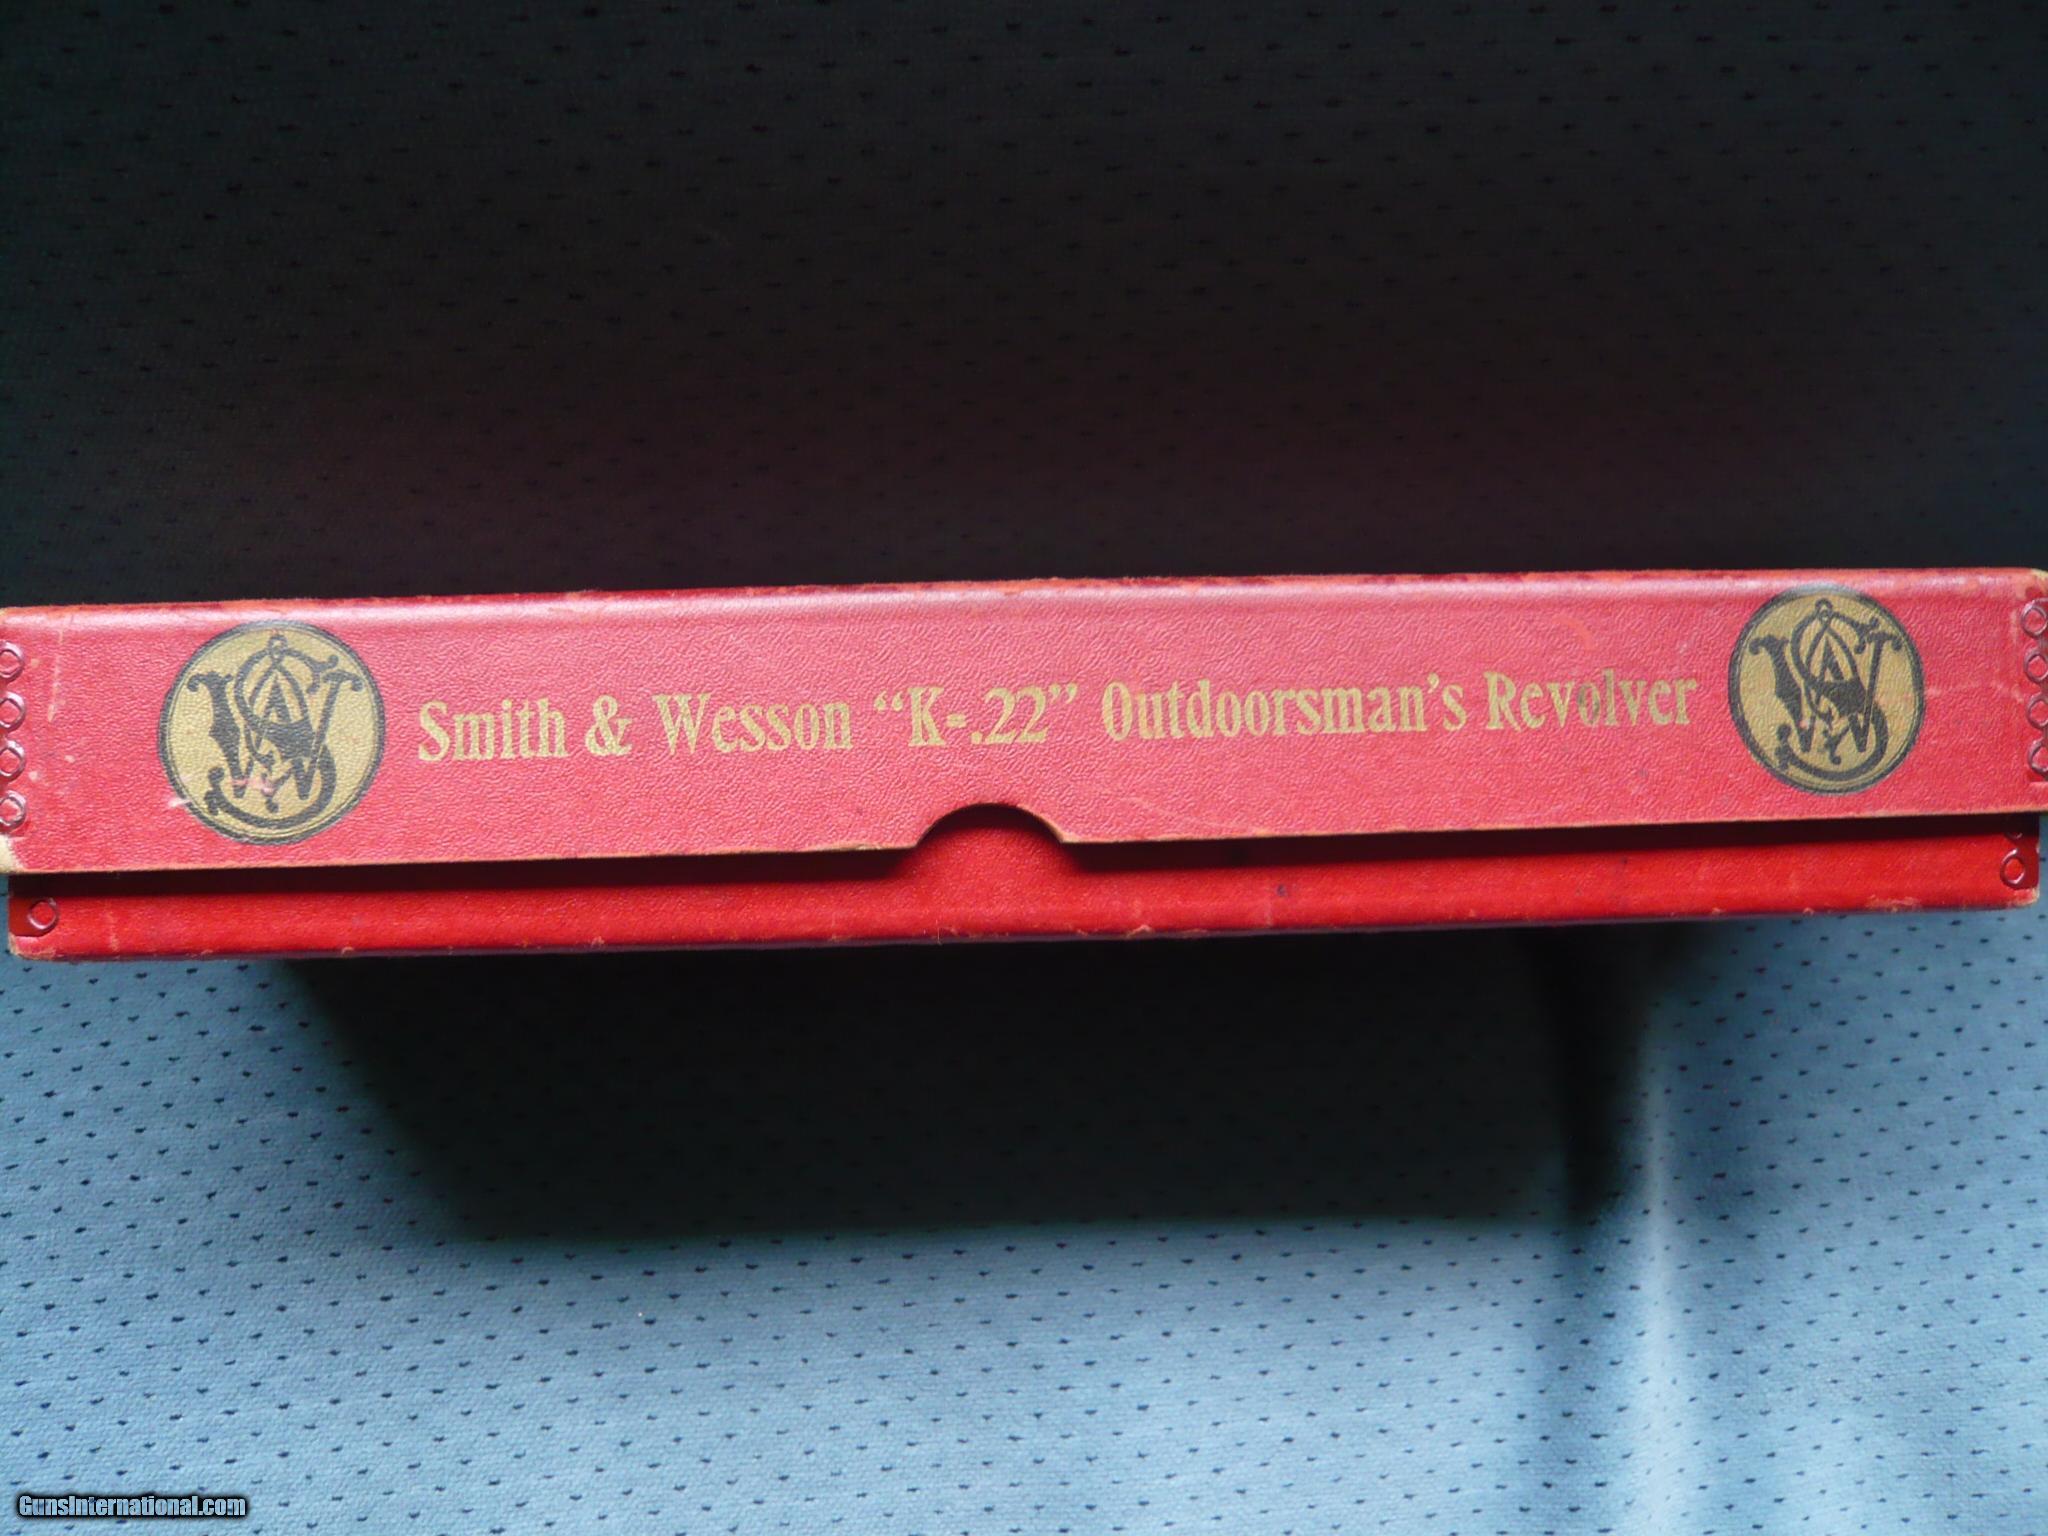 Smith & Wesson “K-.22” Outdoorsman's Revolver
GunsInternational.com